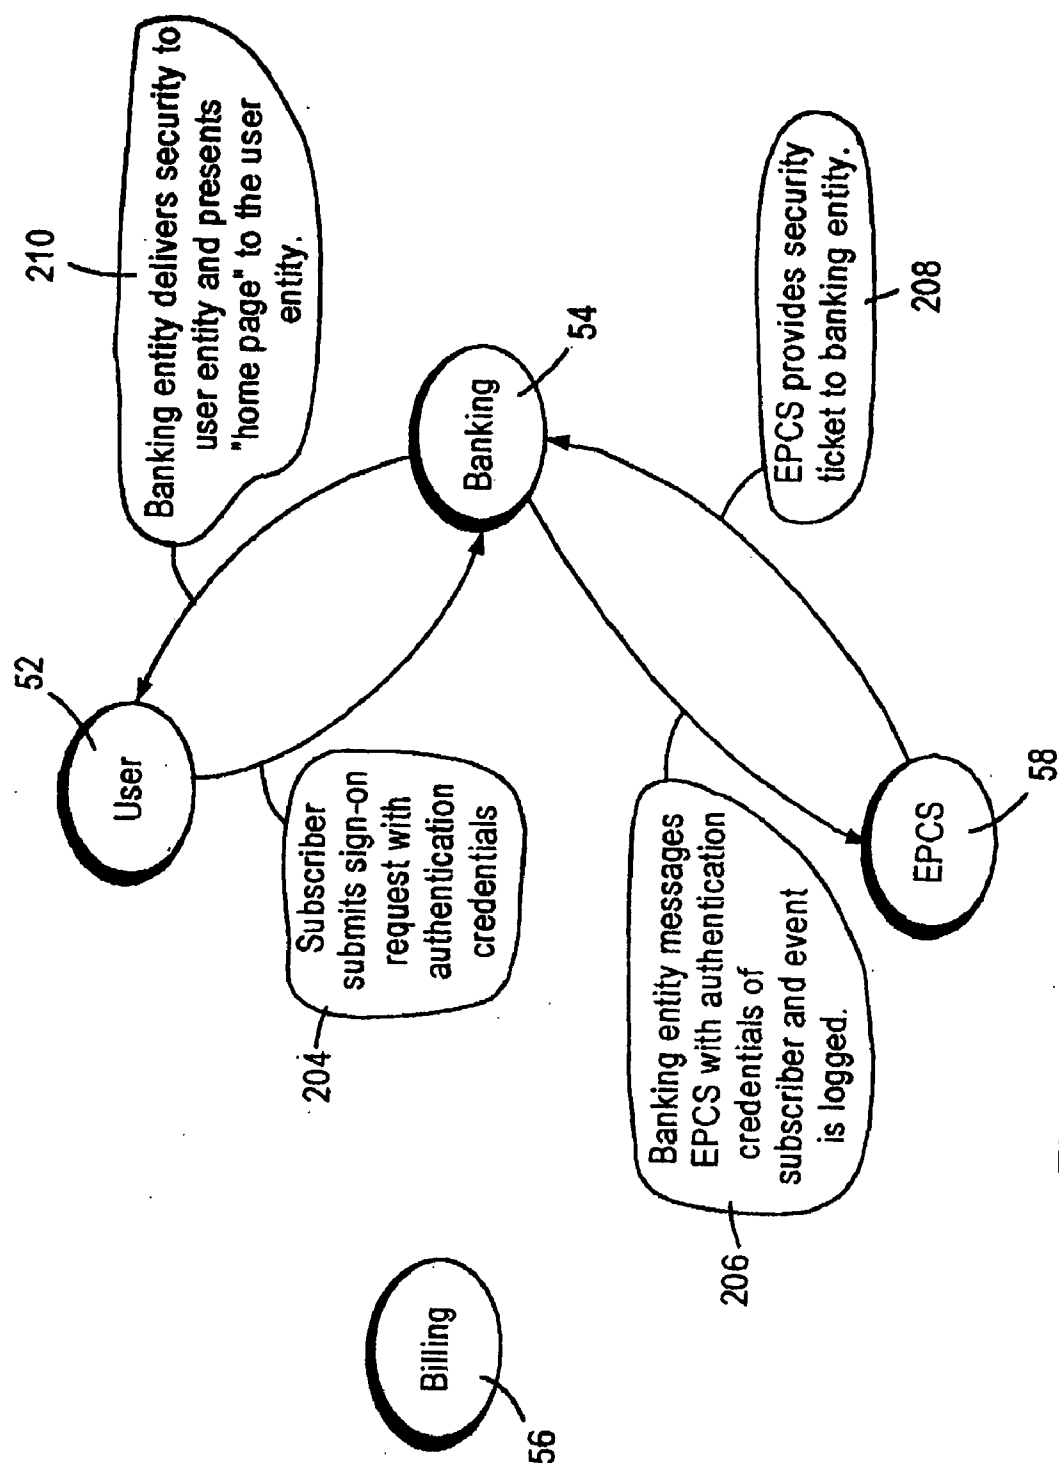 210
Banking entity delivers security to
user entity and presents
"home page" to the user
entity.
52
User
204
Subscriber
submits sign-on
request with
authentication
credentials
Banking
54
Billing
56
206
Banking entity messages
EPCS with authentication
credentials of
subscriber and event
is logged.
EPCS provides security
ticket to banking entity.
208
EPCS
58